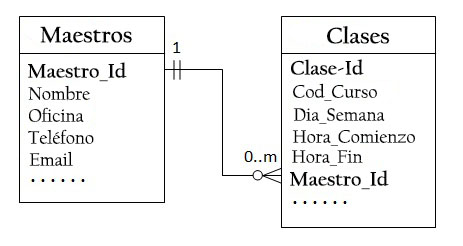 Maestros
Maestro_Id
Nombre
Oficina
Teléfono
Email
......
1
0..m
Clases
Clase-Id
Cod_Curso
Dia_Semana
Hora_Comienzo
Hora_Fin
Maestro_Id
......